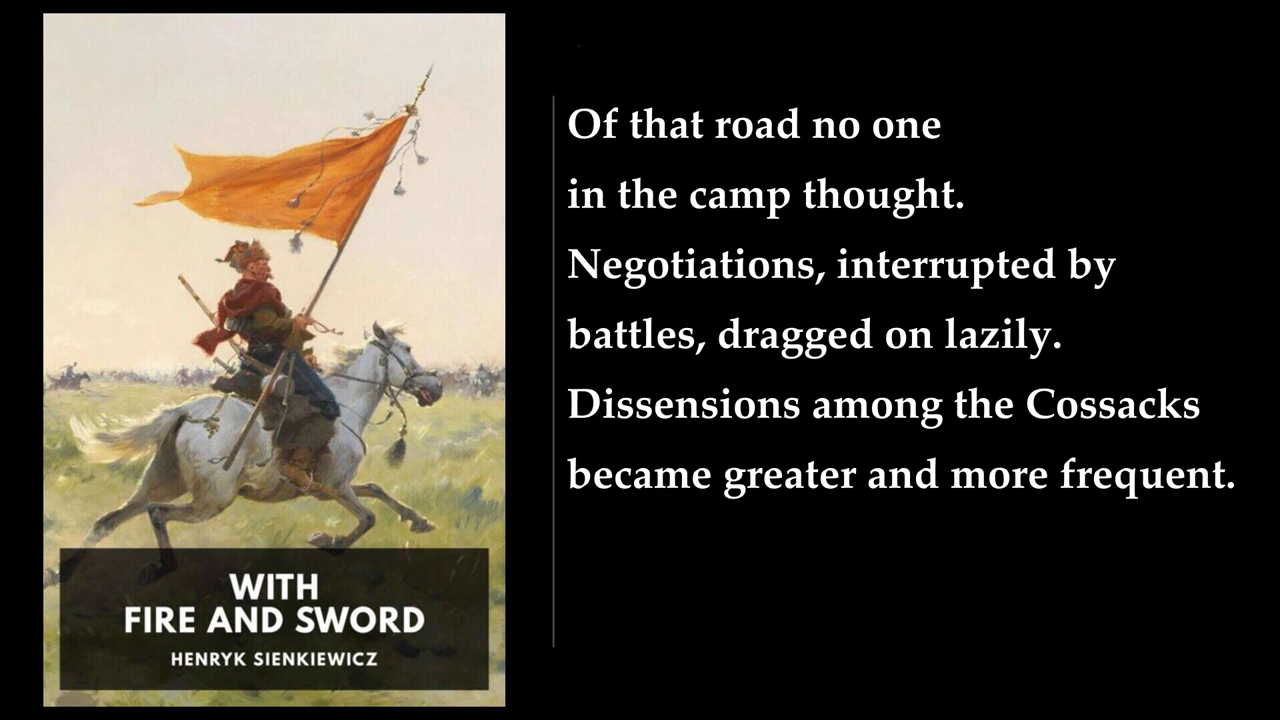 WITH
FIRE AND SWORD
HENRYK SIENKIEWICZ
Of that road no one
in the camp thought.
Negotiations, interrupted by
battles, dragged on lazily.
Dissensions among the Cossacks
became greater and more frequent.